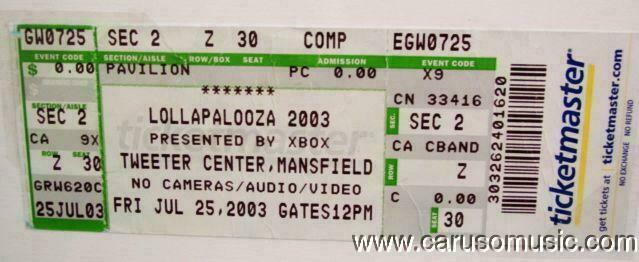 GW0725 SEC 2 Z 30 COMP EGW0725
EVENT CODE SECTION/AISLE ROW/BOX SEAT ADMISSION EVENT CODE
$ 0.00 PAVILION PC 0.00 X9
SECTION/AISLE
SEC 2
CA 9X
Z 30
GRW620C
25JUL03
*******
LOLLAPALOOZA 2003
PRESENTED BY XBOX
TWEETER CENTER,MANSFIELD
NO CAMERAS/AUDIO/VIDEO
FRI JUL 25,2003 GATES12PM
CN 33416
SEC. SEC 2
CA CBAND
Z
C 0.00
SEAT 30
303262461620
ticketmaster
get tickets at ticketmaster.com
NO EXCHANGE NO REFUND
www.carusomusic.com